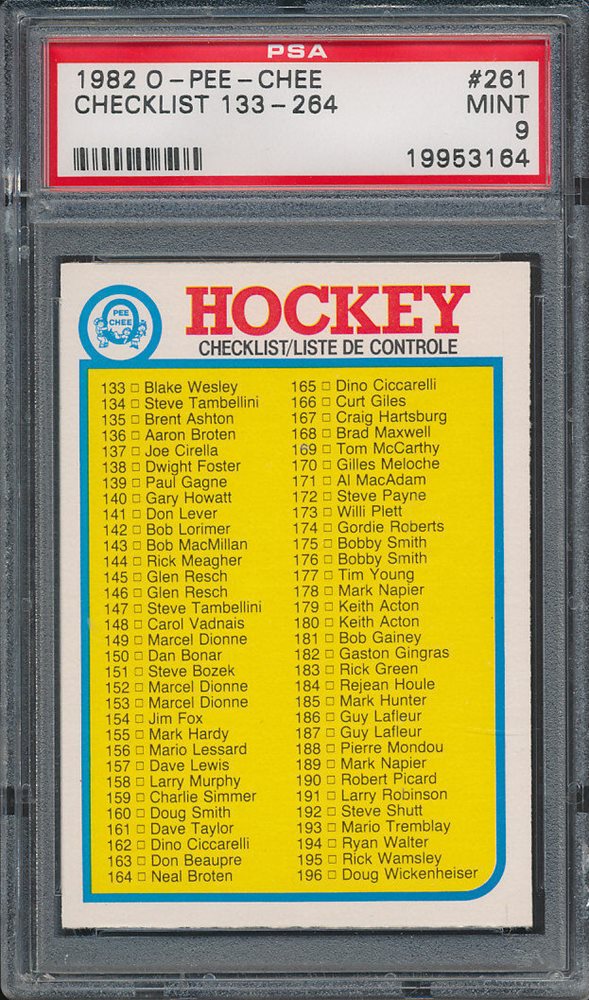 PSA
1982 O-PEE-CHEE #261
CHECKLIST 133-264 MINT
9
19953164
PEE
CHEE
HOCKEY
CHECKLIST/LISTE DE CONTROLE
133 □ Blake Wesley
134 □ Steve Tambellini
135 □ Brent Ashton
136 □ Aaron Broten
137 □ Joe Cirella
138 □ Dwight Foster
139 □ Paul Gagne
140 □ Gary Howatt
141 □ Don Lever
142 □ Bob Lorimer
143 □ Bob MacMillan
144 □ Rick Meagher
145 □ Glen Resch
146 □ Glen Resch
147 □ Steve Tambellini
148 □ Carol Vadnais
149 □ Marcel Dionne
150 □ Dan Bonar
151 □ Steve Bozek
152 □ Marcel Dionne
153 □ Marcel Dionne
154 □ Jim Fox
155 □ Mark Hardy
156 □ Mario Lessard
157 □ Dave Lewis
158 □ Larry Murphy
159 □ Charlie Simmer
160 □ Doug Smith
161 □ Dave Taylor
162 □ Dino Ciccarelli
163 □ Don Beaupre
164 □ Neal Broten
165 □ Dino Ciccarelli
166 □ Curt Giles
167 □ Craig Hartsburg
168 □ Brad Maxwell
169 □ Tom McCarthy
170 □ Gilles Meloche
171 □ Al MacAdam
172 □ Steve Payne
173 □ Willi Plett
174 □ Gordie Roberts
175 □ Bobby Smith
176 □ Bobby Smith
177 □ Tim Young
178 □ Mark Napier
179 □ Keith Acton
180 □ Keith Acton
181 □ Bob Gainey
182 □ Gaston Gingras
183 □ Rick Green
184 □ Rejean Houle
185 □ Mark Hunter
186 □ Guy Lafleur
187 □ Guy Lafleur
188 □ Pierre Mondou
189 □ Mark Napier
190 □ Robert Picard
191 □ Larry Robinson
192 □ Steve Shutt
193 □ Mario Tremblay
194 □ Ryan Walter
195 □ Rick Wamsley
196 □ Doug Wickenheiser